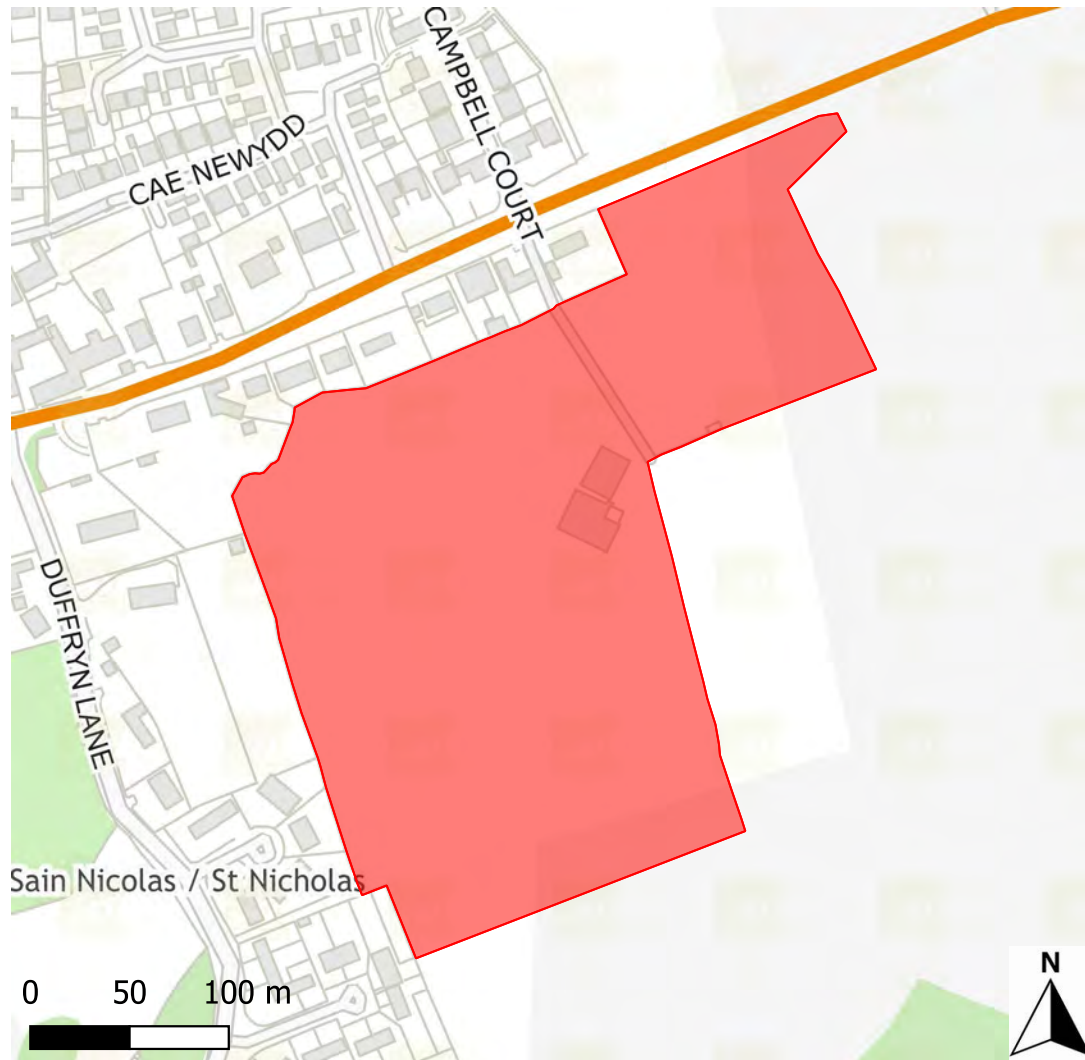 CAMPBELL COURT
CAE NEWYDD
DUFFRYN LANE
Sain Nicolas / St Nicholas
0 50 100 m
N